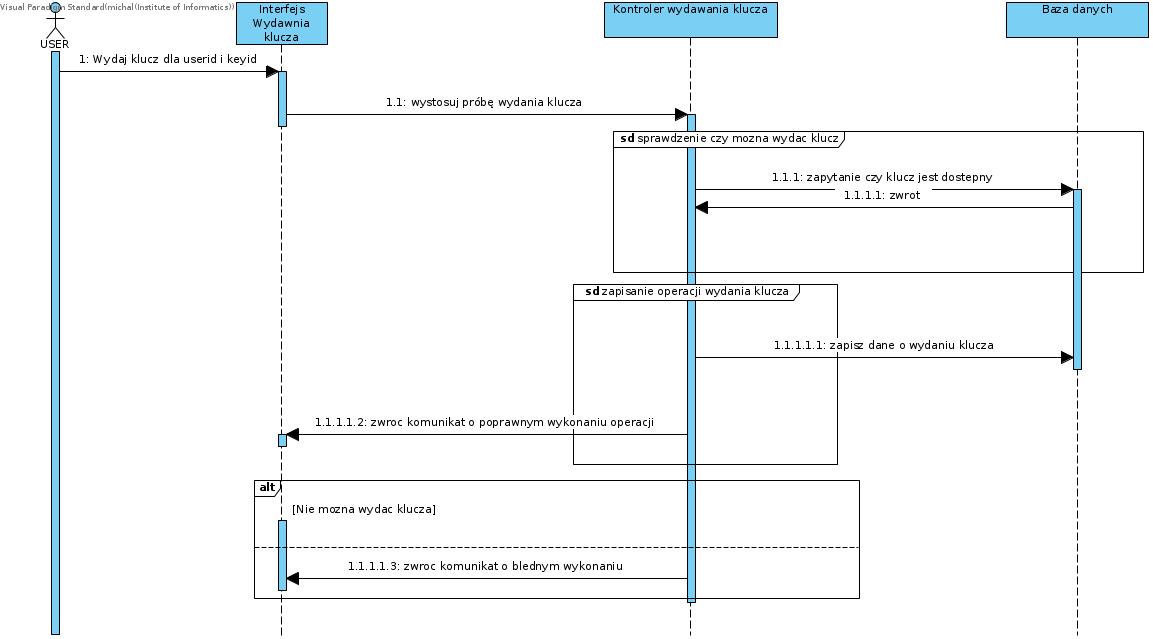 Visual Paradigm Standard(michal(Institute of Informatics))
USER
Interfejs
Wydawnia
klucza
Kontroler wydawania klucza
Baza danych
1: Wydaj klucz dla userid i keyid
1.1: wystosuj próbę wydania klucza
sd sprawdzenie czy mozna wydac klucz
1.1.1: zapytanie czy klucz jest dostepny
1.1.1.1: zwrot
sd zapisanie operacji wydania klucza
1.1.1.1.1: zapisz dane o wydaniu klucza
1.1.1.1.2: zwroc komunikat o poprawnym wykonaniu operacji
alt
[Nie mozna wydac klucza]
1.1.1.1.3: zwroc komunikat o blednym wykonaniu